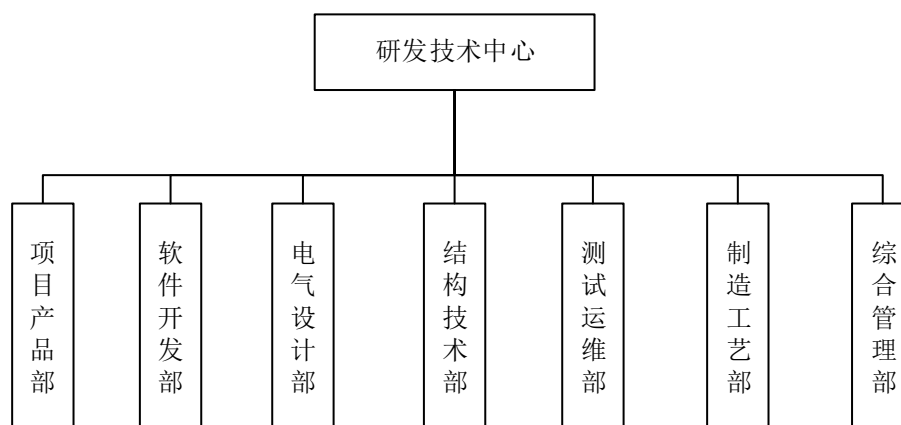 研发技术中心
项目产品部
软件开发部
电气设计部
结构技术部
测试运维部
制造工艺部
综合管理部